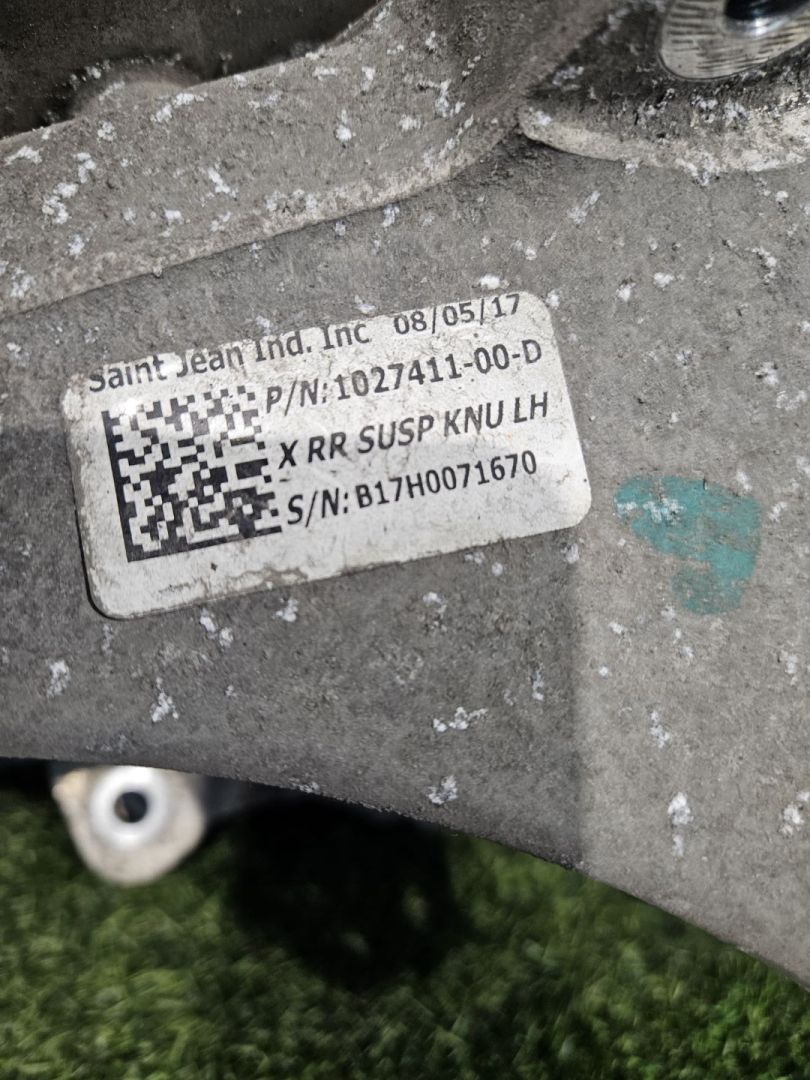 Saint Jean Ind. Inc 08/05/17
P/N:1027411-00-D
X RR SUSP KNU LH
S/N:B17H0071670